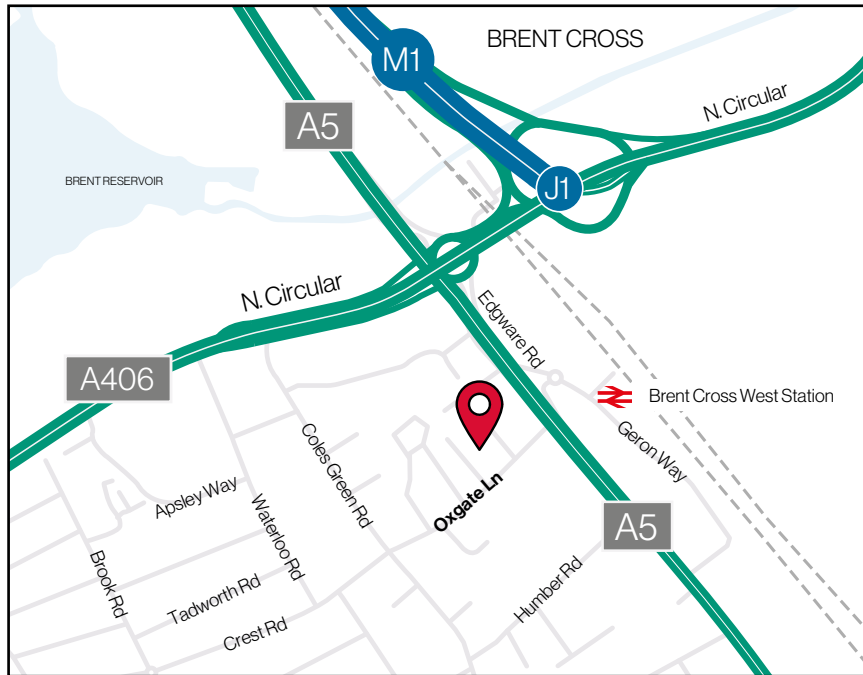 BRENT CROSS
M1
N. Circular
A5
BRENT RESERVOIR
J1
N. Circular
Edgware Rd
A406
Brent Cross West Station
Geron Way
Coles Green Rd
Apsley Way
Oxgate Ln
Waterloo Rd
A5
Brook Rd
Tadworth Rd
Humber Rd
Crest Rd